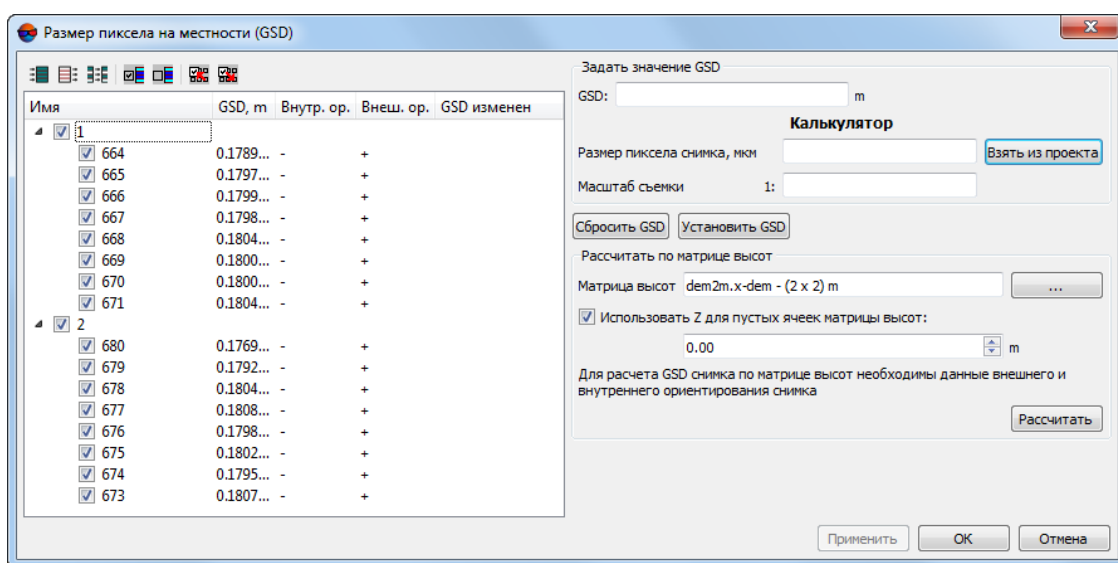 Размер пиксела на местности (GSD)
Имя GSD, m Внутр. ор. Внеш. ор. GSD изменен
1
664 0.1789... - +
665 0.1797... - +
666 0.1799... - +
667 0.1798... - +
668 0.1804... - +
669 0.1800... - +
670 0.1800... - +
671 0.1804... - +
2
680 0.1769... - +
679 0.1792... - +
678 0.1804... - +
677 0.1808... - +
676 0.1798... - +
675 0.1802... - +
674 0.1795... - +
673 0.1807... - +
Задать значение GSD
GSD: m
Калькулятор
Размер пиксела снимка, мкм Взять из проекта
Масштаб съемки 1:
Сбросить GSD Установить GSD
Рассчитать по матрице высот
Матрица высот dem2m.x-dem - (2 x 2) m ...
Использовать Z для пустых ячеек матрицы высот:
0.00 m
Для расчета GSD снимка по матрице высот необходимы данные внешнего и
внутреннего ориентирования снимка
Рассчитать
Применить OK Отмена